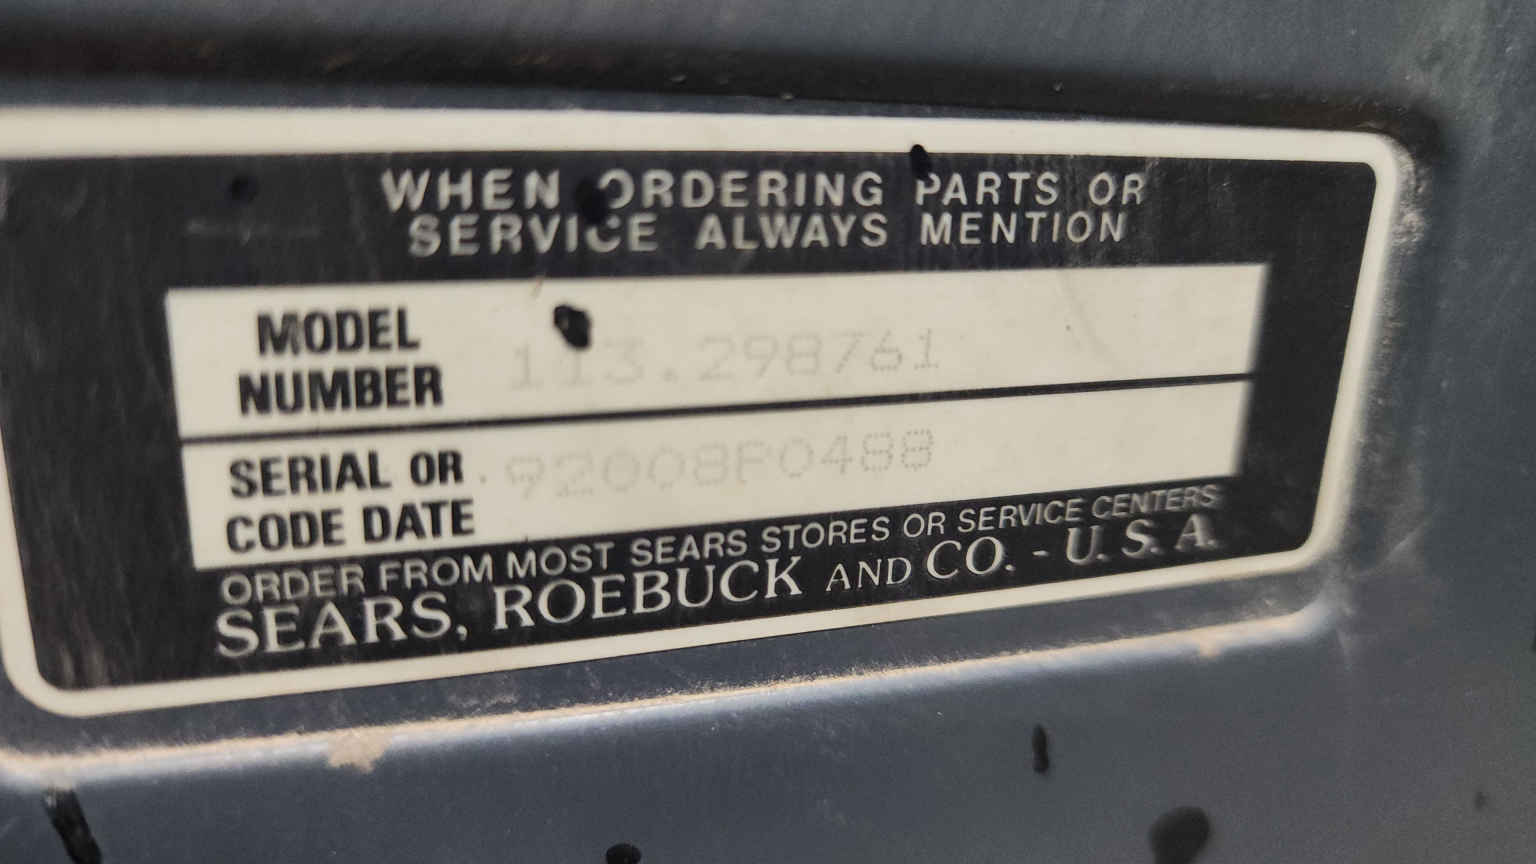 WHEN ORDERING PARTS OR
SERVICE ALWAYS MENTION
MODEL
NUMBER
113.298761
SERIAL OR
CODE DATE
92008P0488
ORDER FROM MOST SEARS STORES OR SERVICE CENTERS
SEARS, ROEBUCK AND CO. - U. S. A.